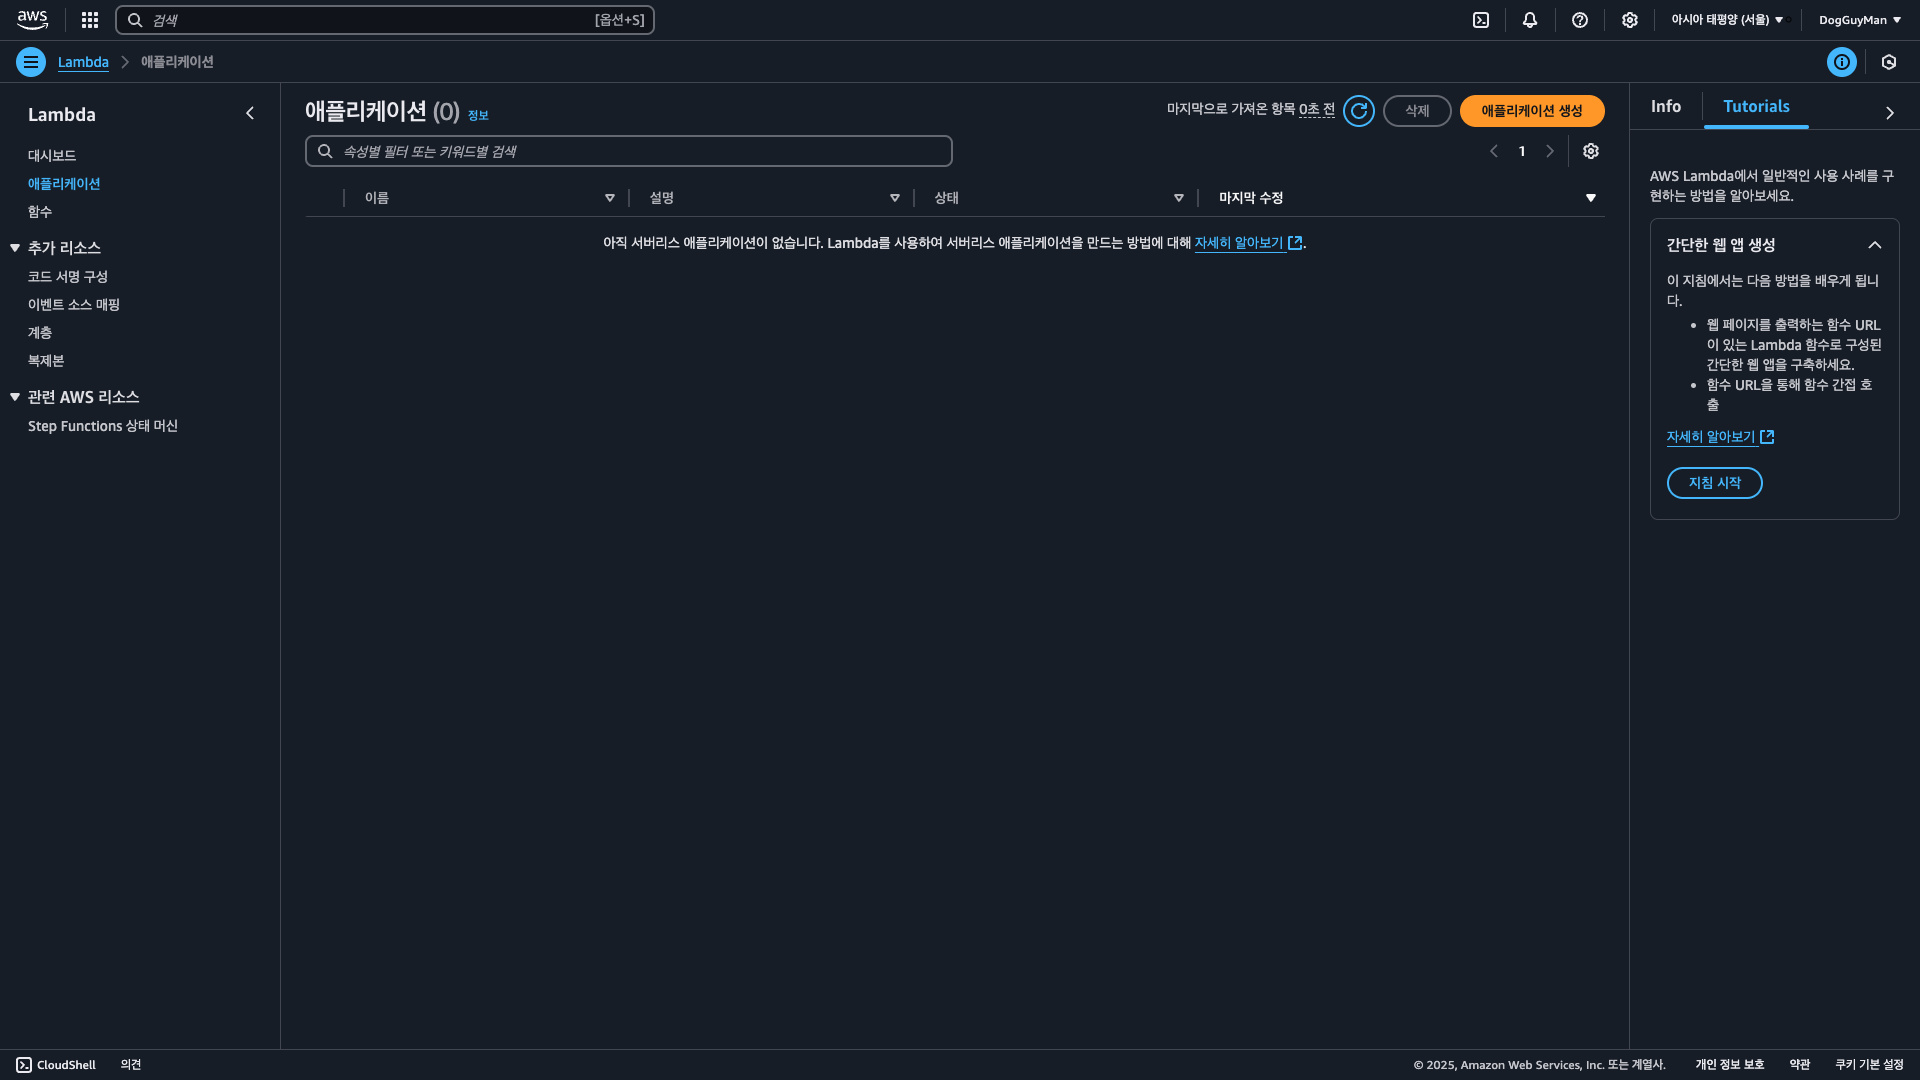 aws
검색
[옵션+S]
아시아 태평양 (서울)
DogGuyMan
Lambda
애플리케이션
Lambda
대시보드
애플리케이션
함수
추가 리소스
코드 서명 구성
이벤트 소스 매핑
계층
복제본
관련 AWS 리소스
Step Functions 상태 머신
애플리케이션 (0) 정보
마지막으로 가져온 항목 0초 전
삭제
애플리케이션 생성
속성별 필터 또는 키워드별 검색
1
이름
설명
상태
마지막 수정
아직 서버리스 애플리케이션이 없습니다. Lambda를 사용하여 서버리스 애플리케이션을 만드는 방법에 대해 자세히 알아보기.
Info
Tutorials
AWS Lambda에서 일반적인 사용 사례를 구
현하는 방법을 알아보세요.
간단한 웹 앱 생성
이 지침에서는 다음 방법을 배우게 됩니
다.
• 웹 페이지를 출력하는 함수 URL
이 있는 Lambda 함수로 구성된
간단한 웹 앱을 구축하세요.
• 함수 URL을 통해 함수 간접 호
출
자세히 알아보기
지침 시작
CloudShell
의견
© 2025, Amazon Web Services, Inc. 또는 계열사.
개인 정보 보호
약관
쿠키 기본 설정